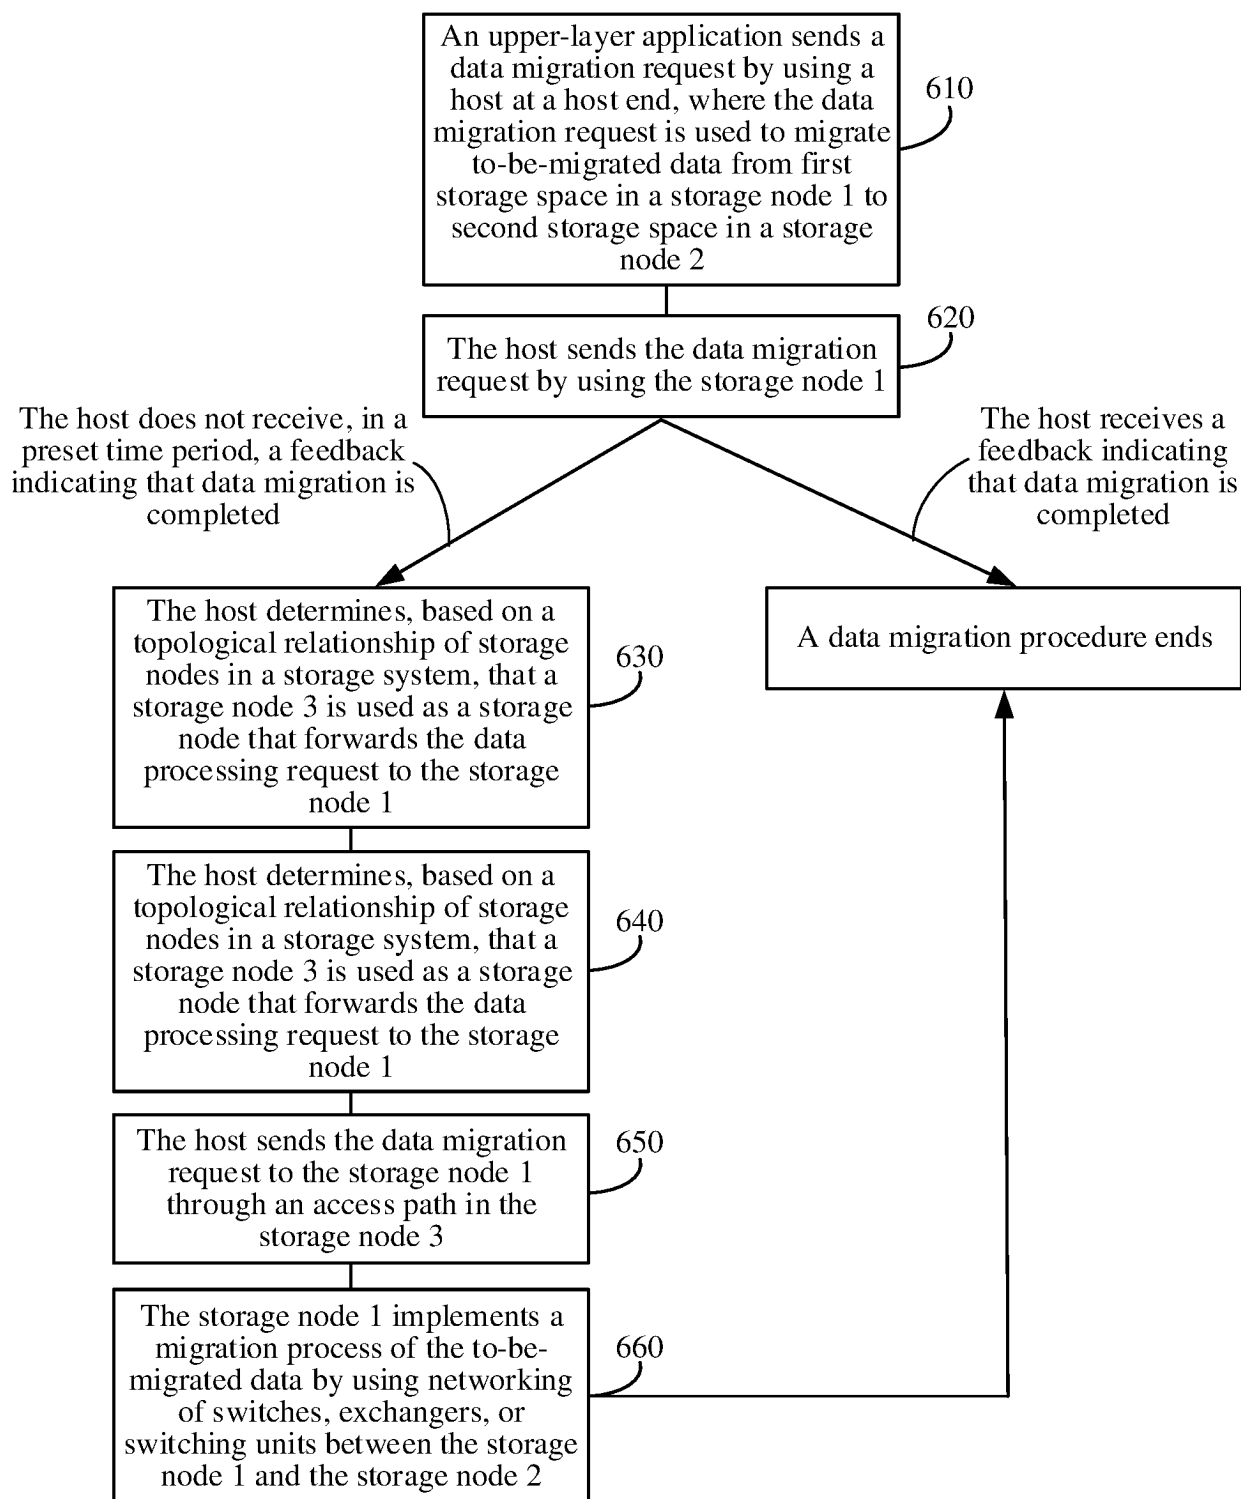 An upper-layer application sends a
data migration request by using a
host at a host end, where the data
migration request is used to migrate
to-be-migrated data from first
storage space in a storage node 1 to
second storage space in a storage
node 2
610
The host sends the data migration
request by using the storage node 1
620
The host does not receive, in a
preset time period, a feedback
indicating that data migration is
completed
The host receives a
feedback indicating
that data migration is
completed
The host determines, based on a
topological relationship of storage
nodes in a storage system, that a
storage node 3 is used as a storage
node that forwards the data
processing request to the storage
node 1
630
A data migration procedure ends
The host determines, based on a
topological relationship of storage
nodes in a storage system, that a
storage node 3 is used as a storage
node that forwards the data
processing request to the storage
node 1
640
The host sends the data migration
request to the storage node 1
through an access path in the
storage node 3
650
The storage node 1 implements a
migration process of the to-be-
migrated data by using networking
of switches, exchangers, or
switching units between the storage
node 1 and the storage node 2
660